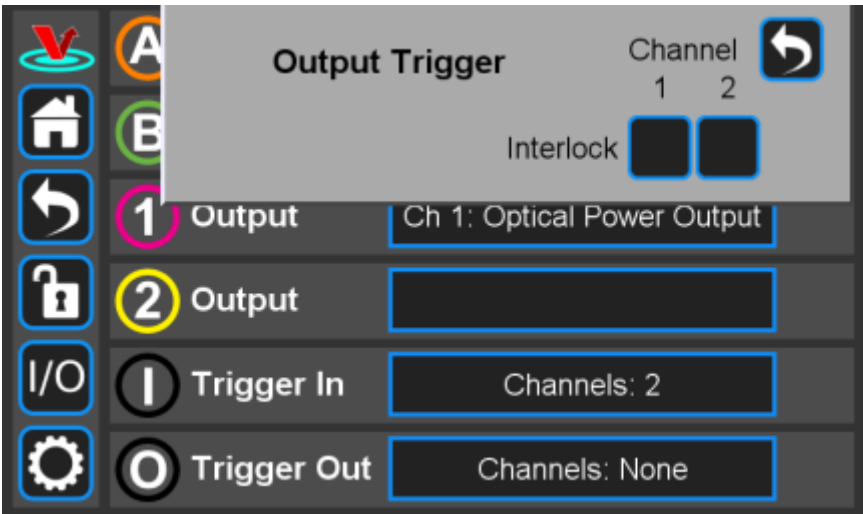 A
Output Trigger
Channel
1 2
B
Interlock
1 Output
Ch 1: Optical Power Output
2 Output
I/O
I Trigger In
Channels: 2
O Trigger Out
Channels: None